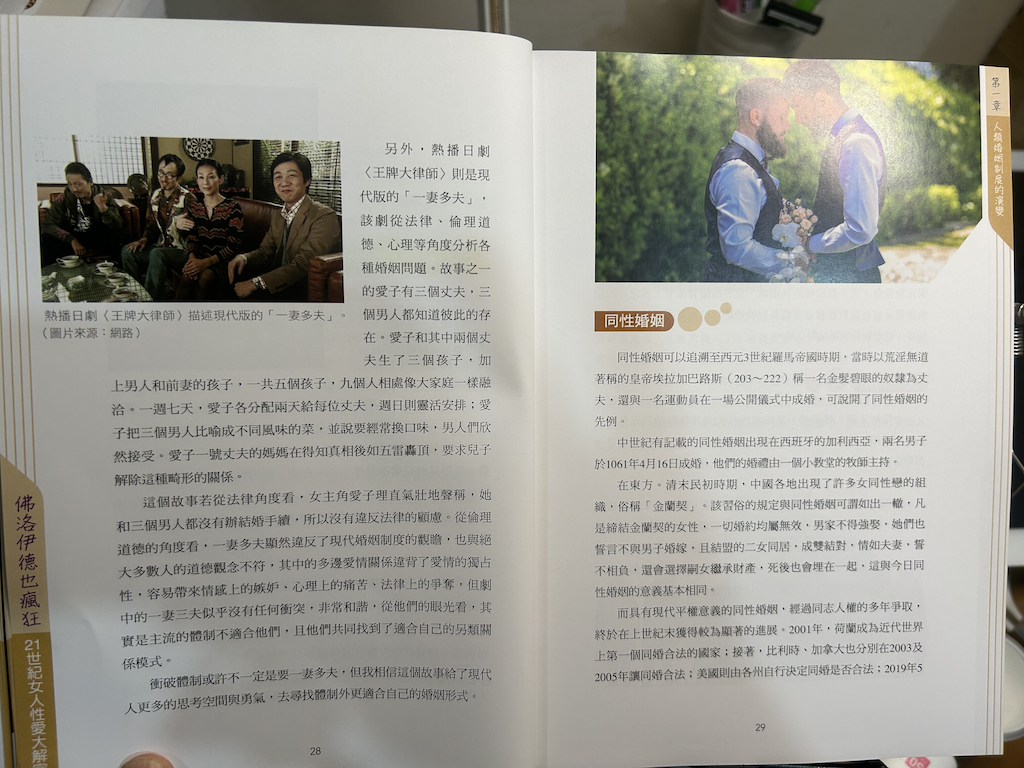 另外，熱播日劇
〈王牌大律師〉則是現
代版的「一妻多夫」，
該劇從法律、倫理道
德、心理等角度分析各
種婚姻問題。故事之一
的愛子有三個丈夫，三
個男人都知道彼此的存
在。愛子和其中兩個丈
夫生了三個孩子，加
熱播日劇〈王牌大律師〉描述現代版的「一妻多夫」。
（圖片來源：網路）
上男人和前妻的孩子，一共五個孩子，九個人相處像大家庭一樣融
洽。一週七天，愛子各分配兩天給每位丈夫，週日則靈活安排；愛
子把三個男人比喻成不同風味的菜，並說要經常換口味，男人們欣
然接受。愛子一號丈夫的媽媽在得知真相後如五雷轟頂，要求兒子
解除這種畸形的關係。
這個故事若從法律角度看，女主角愛子理直氣壯地聲稱，她
和三個男人都沒有辦結婚手續，所以沒有違反法律的顧慮。從倫理
道德的角度看，一妻多夫顯然違反了現代婚姻制度的觀瞻，也與絕
大多數人的道德觀念不符，其中的多邊愛情關係違背了愛情的獨占
性，容易帶來情感上的嫉妒、心理上的痛苦、法律上的爭奪，但劇
中的一妻三夫似乎沒有任何衝突，非常和諧，從他們的眼光看，其
實是主流的體制不適合他們，且他們共同找到了適合自己的另類關
係模式。
衝破體制或許不一定是要一妻多夫，但我相信這個故事給了現代
人更多的思考空間與勇氣，去尋找體制外更適合自己的婚姻形式。
28
佛洛伊德也瘋狂
21世紀女人性愛大解
第一章
人類婚姻制度的演變
同性婚姻
同性婚姻可以追溯至西元3世紀羅馬帝國時期，當時以荒淫無道
著稱的皇帝埃拉加巴路斯（203～222）稱一名金髮碧眼的奴隸為丈
夫，還與一名運動員在一場公開儀式中成婚，可說開了同性婚姻的
先例。
中世紀有記載的同性婚姻出現在西班牙的加利西亞，兩名男子
於1061年4月16日成婚，他們的婚禮由一個小教堂的牧師主持。
在東方。清末民初時期，中國各地出現了許多女同性戀的組
織，俗稱「金蘭契」。該習俗的規定與同性婚姻可謂如出一轍，凡
是締結金蘭契的女性，一切婚約均屬無效，男家不得強娶，她們也
誓言不與男子婚嫁，且結盟的二女同居，成雙結對，情如夫妻，誓
不相負，還會選擇嗣女繼承財產，死後也會埋在一起，這與今日同
性婚姻的意義基本相同。
而具有現代平權意義的同性婚姻，經過同志人權的多年爭取，
終於在上世紀末獲得較為顯著的進展。2001年，荷蘭成為近代世界
上第一個同婚合法的國家；接著，比利時、加拿大也分別在2003及
2005年讓同婚合法；美國則由各州自行決定同婚是否合法；2019年5
29